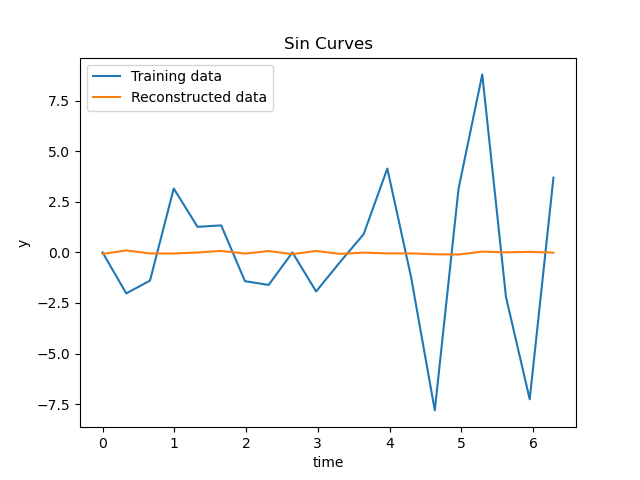 Sin Curves
Training data
Reconstructed data
7.5
5.0
2.5
0.0
−2.5
−5.0
−7.5
y
0 1 2 3 4 5 6
time